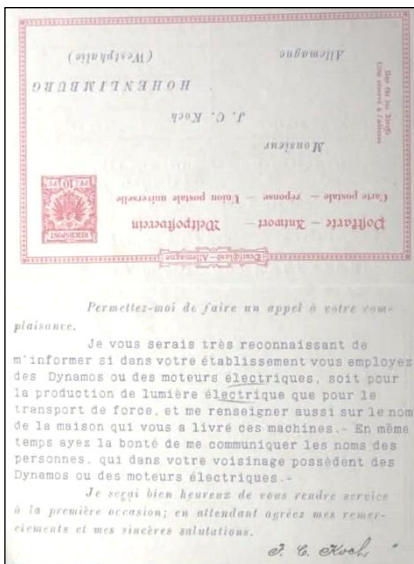 Deutschland – Allemagne
Postkarte – Antwort – Weltpostverein
Carte postale – réponse – Union postale universelle
REICHSPOST
10 PF
Monsieur
J. C. Koch
HOHENLIMBURG
(Westphalie)
Allemagne
Permettez-moi de faire un appel à votre com-
plaisance.
Je vous serais très reconnaissant de
m'informer si dans votre établissement vous employez
des Dynamos ou des moteurs électriques, soit pour
la production de lumière électrique que pour le
transport de force, et me renseigner aussi sur le nom
de la maison qui vous a livré ces machines.- En même
temps ayez la bonté de me communiquer les noms des
personnes, qui dans votre voisinage possèdent des
Dynamos ou des moteurs électriques.-
Je serai bien heureux de vous rendre service
à la première occasion; en attendant agréez mes remer-
ciements et mes sincères salutations.
J. C. Koch